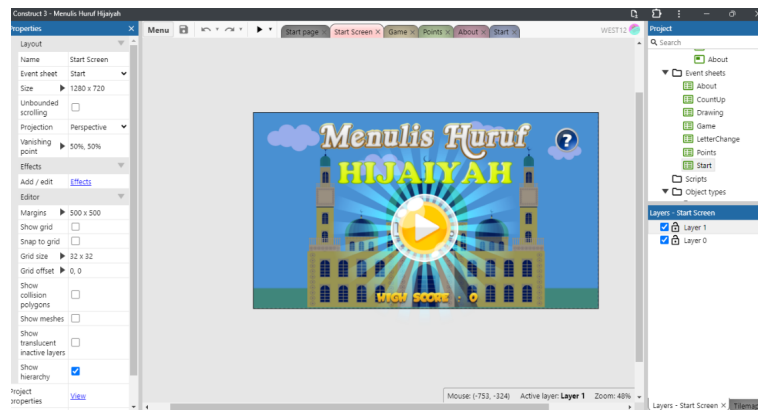 Construct 3 - Menulis Huruf Hijaiyah
Properties
Layout
Name Start Screen
Event sheet Start
Size 1280 x 720
Unbounded scrolling
Projection Perspective
Vanishing point 50%, 50%
Effects
Add / edit Effects
Editor
Margins 500 x 500
Show grid
Snap to grid
Grid size 32 x 32
Grid offset 0, 0
Show collision polygons
Show meshes
Show translucent inactive layers
Show hierarchy
Project properties View
Menu
Start page
Start Screen
Game
Points
About
Start
WEST12
Menulis Huruf
?
HIJAIYAH
HIGH SCORE : 0
Mouse: (-753, -324) Active layer: Layer 1 Zoom: 48%
Project
Search
About
Event sheets
About
CountUp
Drawing
Game
LetterChange
Points
Start
Scripts
Object types
Layers - Start Screen
Layer 1
Layer 0
Layers - Start Screen
Tilemap